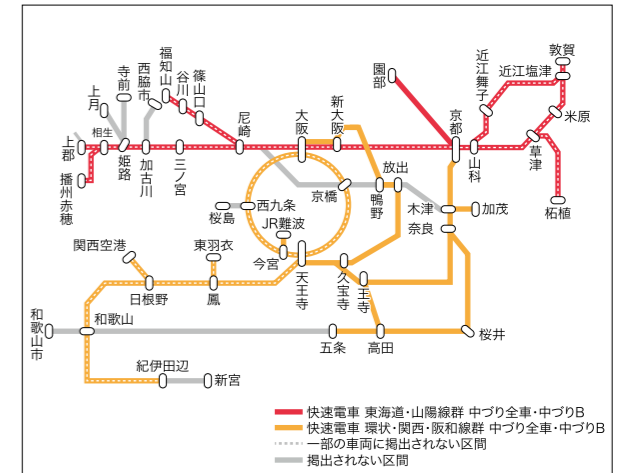 敦賀
近江塩津
近江舞子
園部
福知山
西脇市
寺前
上月
谷川
篠山口
尼崎
大阪
新大阪
京都
山科
米原
草津
柘植
上郡
相生
播州赤穂
姫路
加古川
三ノ宮
放出
京橋
鴨野
木津
加茂
奈良
桜島
西九条
JR難波
今宮
天王寺
久宝寺
王寺
関西空港
東羽衣
日根野
鳳
和歌山市
和歌山
五条
高田
桜井
紀伊田辺
新宮
快速電車 東海道・山陽線群 中づり全車・中づりB
快速電車 環状・関西・阪和線群 中づり全車・中づりB
一部の車両に掲出されない区間
掲出されない区間